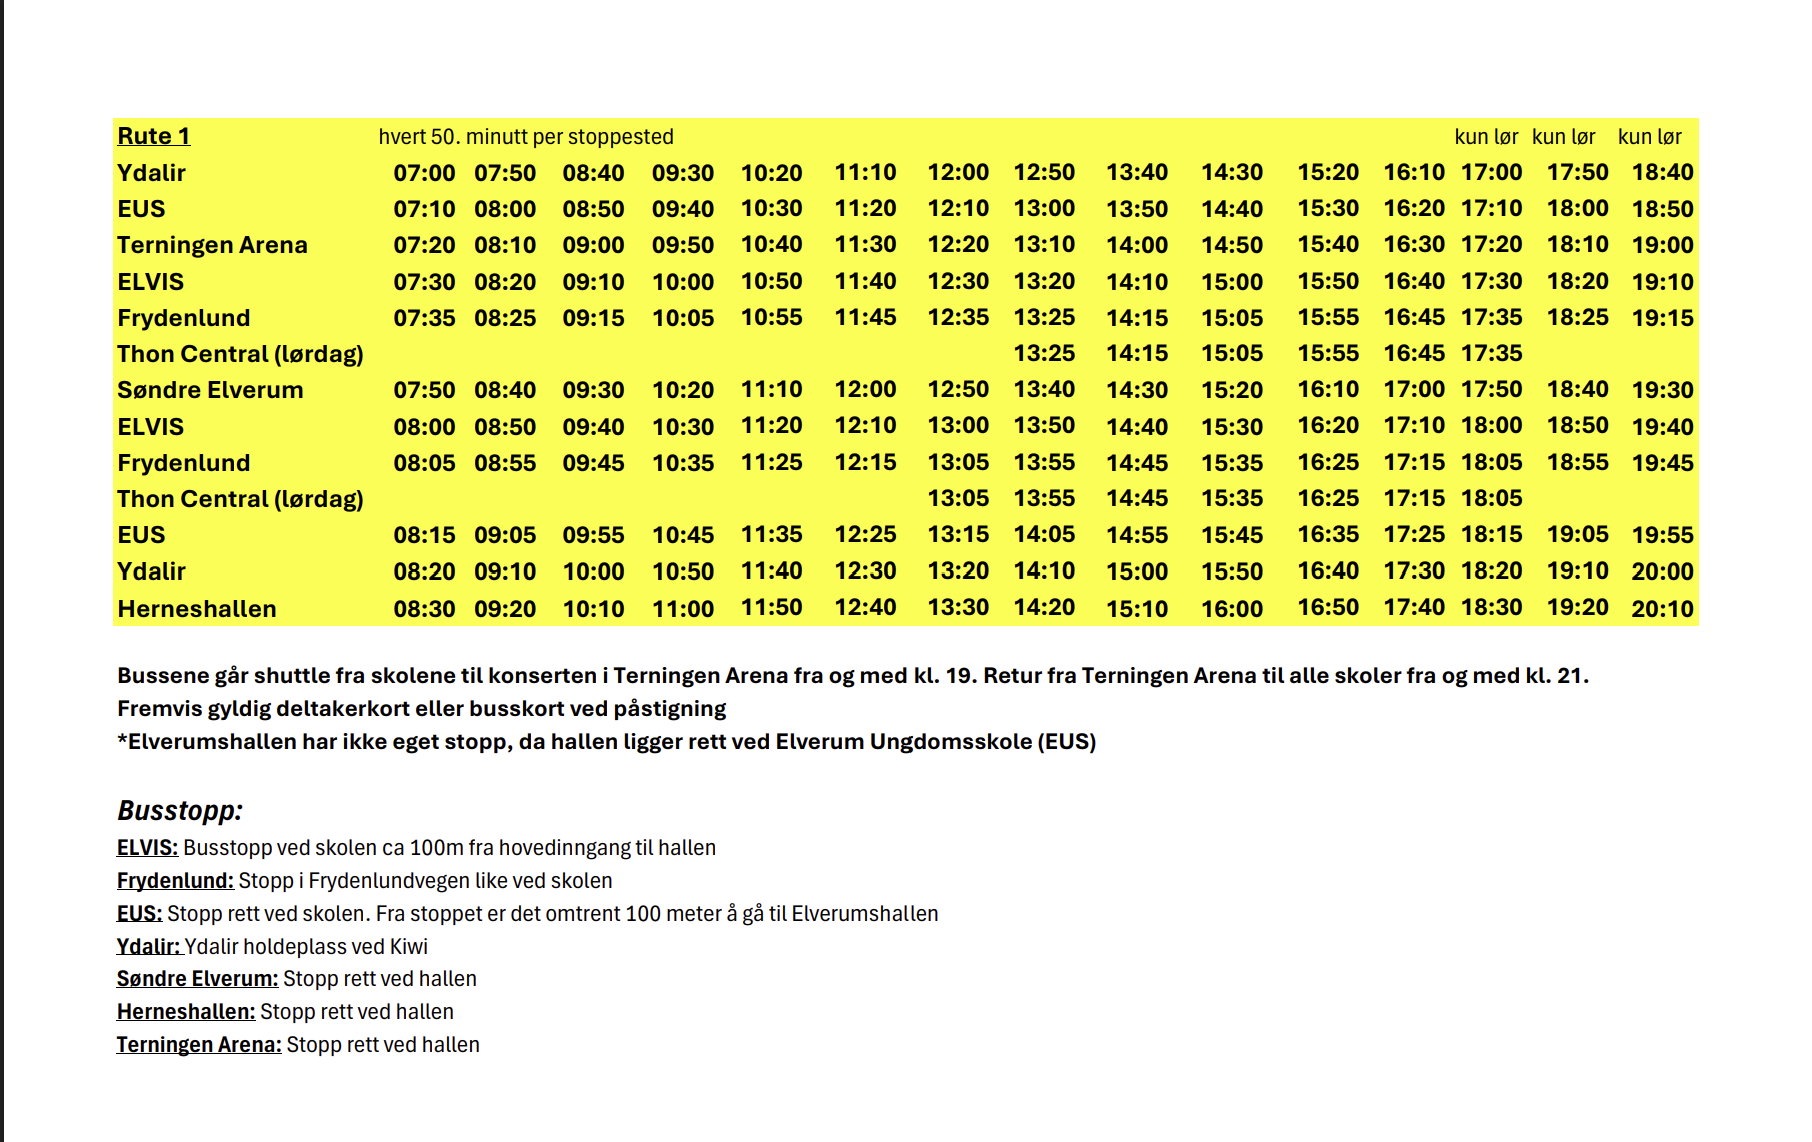 Rute 1 hvert 50. minutt per stoppested kun lør kun lør kun lør
Ydalir 07:00 07:50 08:40 09:30 10:20 11:10 12:00 12:50 13:40 14:30 15:20 16:10 17:00 17:50 18:40
EUS 07:10 08:00 08:50 09:40 10:30 11:20 12:10 13:00 13:50 14:40 15:30 16:20 17:10 18:00 18:50
Terningen Arena 07:20 08:10 09:00 09:50 10:40 11:30 12:20 13:10 14:00 14:50 15:40 16:30 17:20 18:10 19:00
ELVIS 07:30 08:20 09:10 10:00 10:50 11:40 12:30 13:20 14:10 15:00 15:50 16:40 17:30 18:20 19:10
Frydenlund 07:35 08:25 09:15 10:05 10:55 11:45 12:35 13:25 14:15 15:05 15:55 16:45 17:35 18:25 19:15
Thon Central (lørdag) 13:25 14:15 15:05 15:55 16:45 17:35
Søndre Elverum 07:50 08:40 09:30 10:20 11:10 12:00 12:50 13:40 14:30 15:20 16:10 17:00 17:50 18:40 19:30
ELVIS 08:00 08:50 09:40 10:30 11:20 12:10 13:00 13:50 14:40 15:30 16:20 17:10 18:00 18:50 19:40
Frydenlund 08:05 08:55 09:45 10:35 11:25 12:15 13:05 13:55 14:45 15:35 16:25 17:15 18:05 18:55 19:45
Thon Central (lørdag) 13:05 13:55 14:45 15:35 16:25 17:15 18:05
EUS 08:15 09:05 09:55 10:45 11:35 12:25 13:15 14:05 14:55 15:45 16:35 17:25 18:15 19:05 19:55
Ydalir 08:20 09:10 10:00 10:50 11:40 12:30 13:20 14:10 15:00 15:50 16:40 17:30 18:20 19:10 20:00
Herneshallen 08:30 09:20 10:10 11:00 11:50 12:40 13:30 14:20 15:10 16:00 16:50 17:40 18:30 19:20 20:10
Bussene går shuttle fra skolene til konserten i Terningen Arena fra og med kl. 19. Retur fra Terningen Arena til alle skoler fra og med kl. 21.
Fremvis gyldig deltakerkort eller busskort ved påstigning
*Elverumshallen har ikke eget stopp, da hallen ligger rett ved Elverum Ungdomsskole (EUS)
Busstopp:
ELVIS: Busstopp ved skolen ca 100m fra hovedinngang til hallen
Frydenlund: Stopp i Frydenlundvegen like ved skolen
EUS: Stopp rett ved skolen. Fra stoppet er det omtrent 100 meter å gå til Elverumshallen
Ydalir: Ydalir holdeplass ved Kiwi
Søndre Elverum: Stopp rett ved hallen
Herneshallen: Stopp rett ved hallen
Terningen Arena: Stopp rett ved hallen